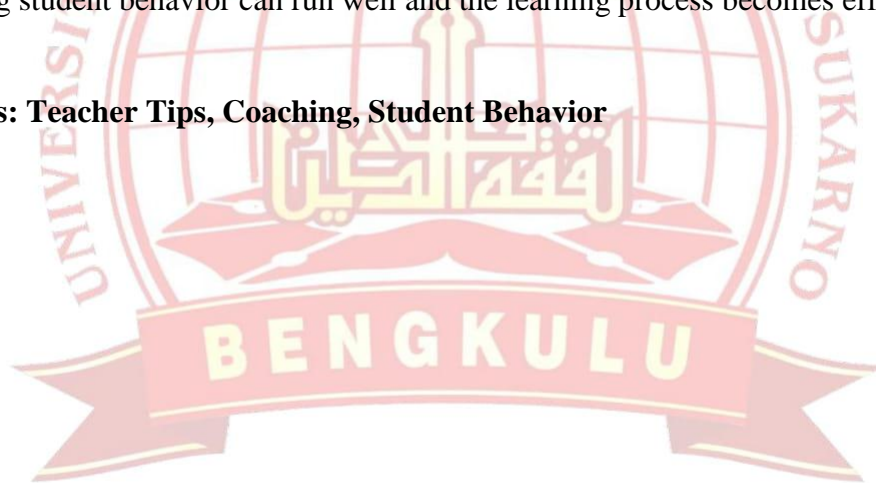 g student behavior can run well and the learning process becomes eff
s: Teacher Tips, Coaching, Student Behavior
UNIVERSI
SUKARNO
BENGKULU